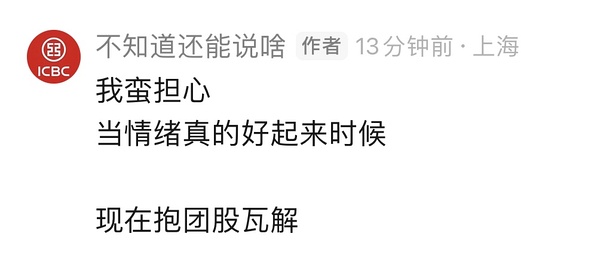 不知道还能说啥 作者 13分钟前 · 上海
ICBC
我蛮担心
当情绪真的好起来时候
现在抱团股瓦解